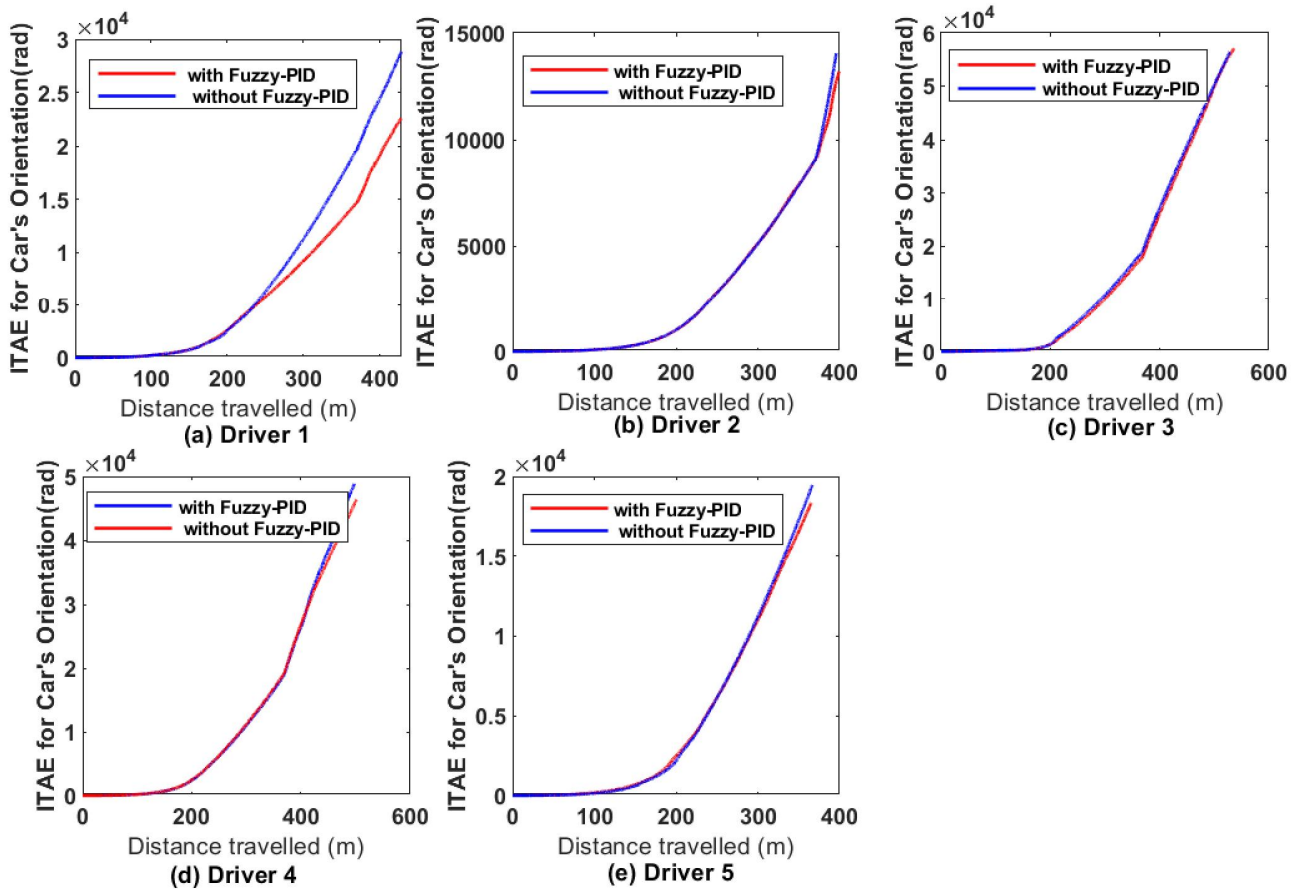 ×10⁴
3
2.5
2
1.5
1
0.5
0
0 100 200 300 400
with Fuzzy-PID
without Fuzzy-PID
ITAE for Car's Orientation(rad)
Distance travelled (m)
(a) Driver 1
15000
10000
5000
0
0 100 200 300 400
with Fuzzy-PID
without Fuzzy-PID
ITAE for Car's Orientation(rad)
Distance travelled (m)
(b) Driver 2
×10⁴
6
5
4
3
2
1
0
0 200 400 600
with Fuzzy-PID
without Fuzzy-PID
ITAE for Car's Orientation(rad)
Distance travelled (m)
(c) Driver 3
×10⁴
5
4
3
2
1
0
0 200 400 600
with Fuzzy-PID
without Fuzzy-PID
ITAE for Car's Orientation(rad)
Distance travelled (m)
(d) Driver 4
×10⁴
2
1.5
1
0.5
0
0 100 200 300 400
with Fuzzy-PID
without Fuzzy-PID
ITAE for Car's Orientation(rad)
Distance travelled (m)
(e) Driver 5